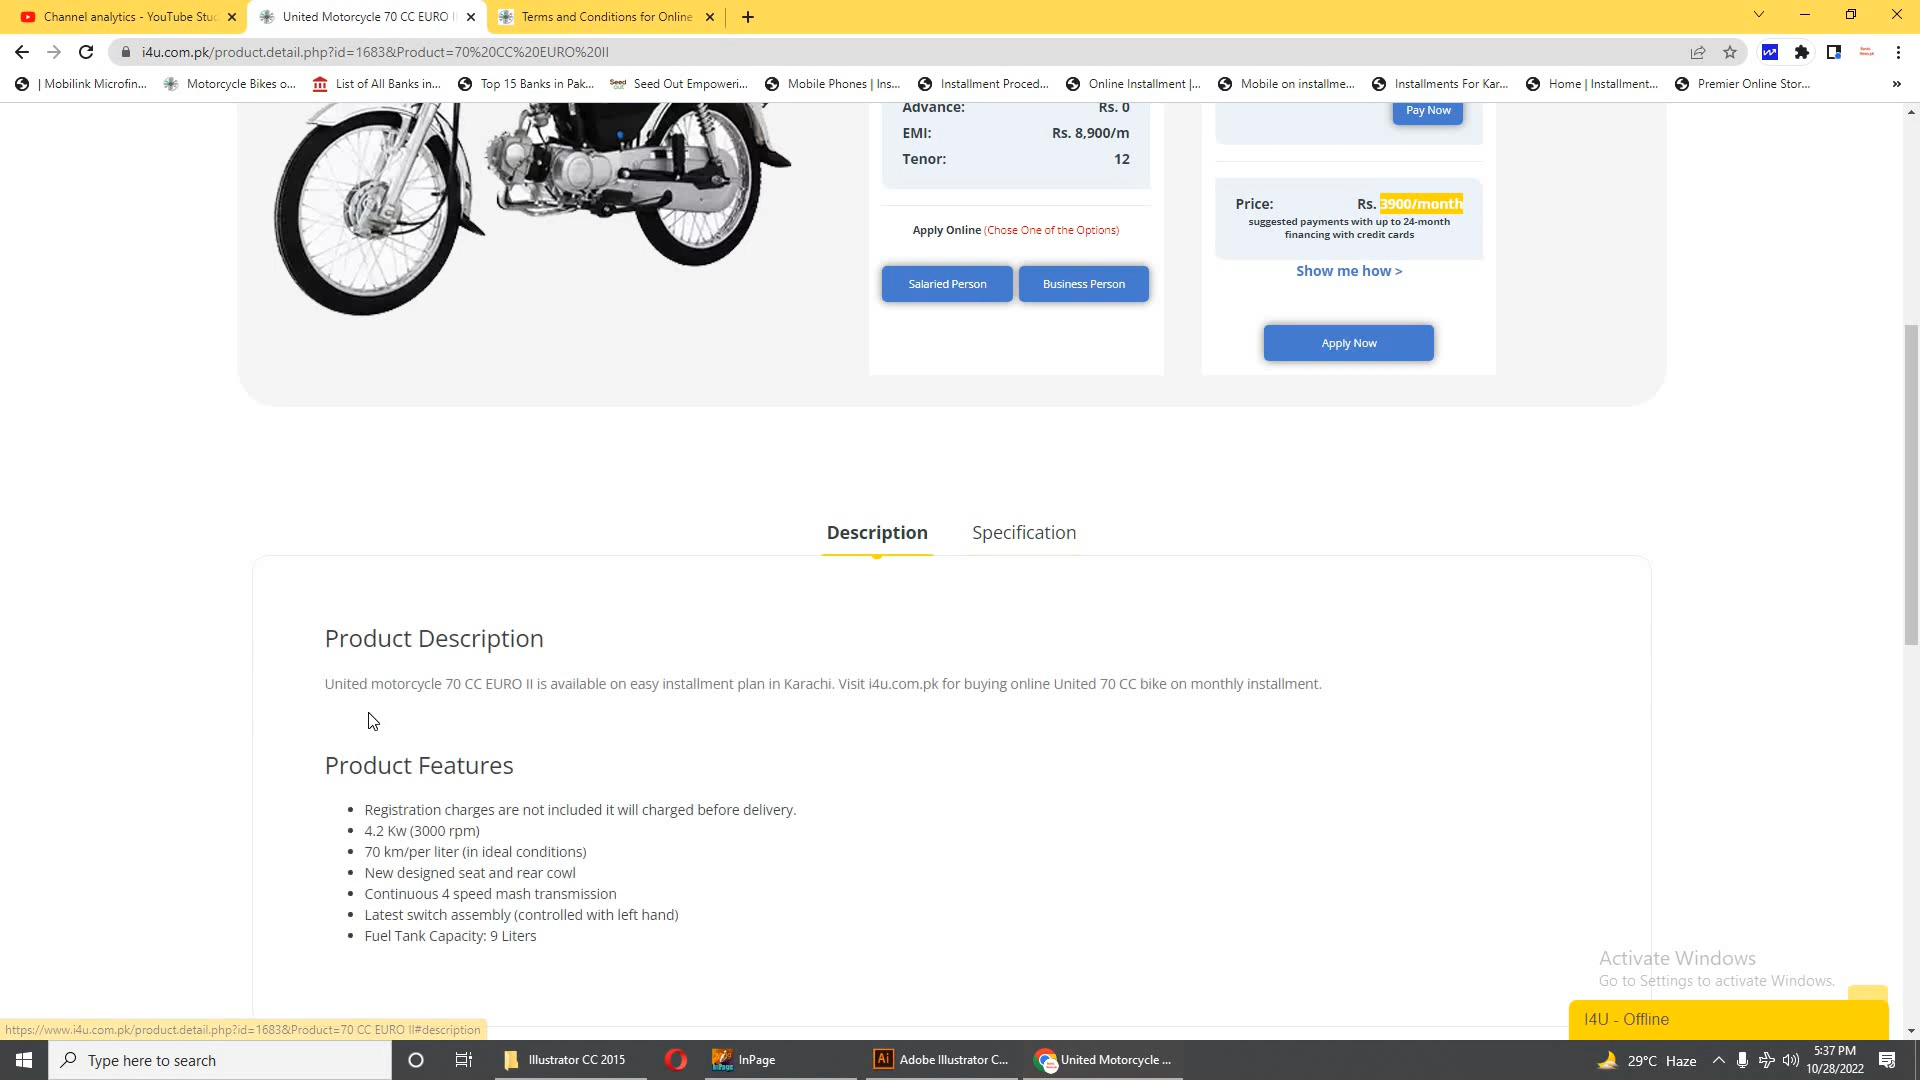 Channel analytics - YouTube Stu
United Motorcycle 70 CC EURO I
Terms and Conditions for Online
i4u.com.pk/product.detail.php?id=1683&Product=70%20CC%20EURO%20II
| Mobilink Microfin...
Motorcycle Bikes o...
List of All Banks in...
Top 15 Banks in Pak...
Seed Out Empoweri...
Mobile Phones | Ins...
Installment Proced...
Online Installment |...
Mobile on installme...
Installments For Kar...
Home | Installment...
Premier Online Stor...
»
Advance: Rs. 0
EMI: Rs. 8,900/m
Tenor: 12
Apply Online (Chose One of the Options)
Salaried Person
Business Person
Pay Now
Price: Rs. 3900/month
suggested payments with up to 24-month
financing with credit cards
Show me how >
Apply Now
Description
Specification
Product Description
United motorcycle 70 CC EURO II is available on easy installment plan in Karachi. Visit i4u.com.pk for buying online United 70 CC bike on monthly installment.
Product Features
Registration charges are not included it will charged before delivery.
4.2 Kw (3000 rpm)
70 km/per liter (in ideal conditions)
New designed seat and rear cowl
Continuous 4 speed mash transmission
Latest switch assembly (controlled with left hand)
Fuel Tank Capacity: 9 Liters
Activate Windows
Go to Settings to activate Windows.
I4U - Offline
https://www.i4u.com.pk/product.detail.php?id=1683&Product=70 CC EURO II#description
Type here to search
Illustrator CC 2015
InPage
Adobe Illustrator C...
United Motorcycle ...
29°C Haze
5:37 PM
10/28/2022